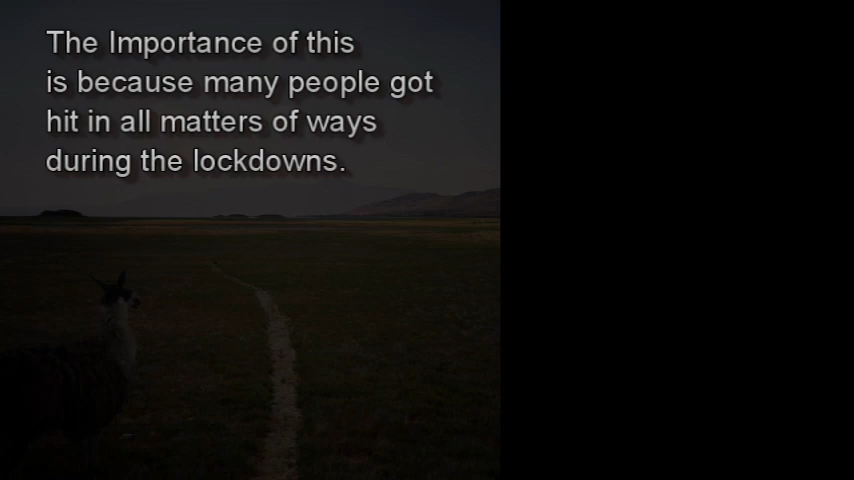 The Importance of this
is because many people got
hit in all matters of ways
during the lockdowns.